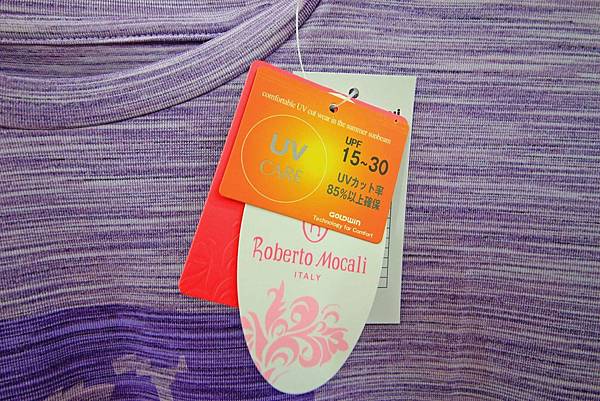 comfortable UV cut wear in the summer sunbeam
UV
CARE
UPF
15~30
UVカット率
85%以上確保
GOLDWIN
Technology for Comfort
Roberto Mocali
ITALY